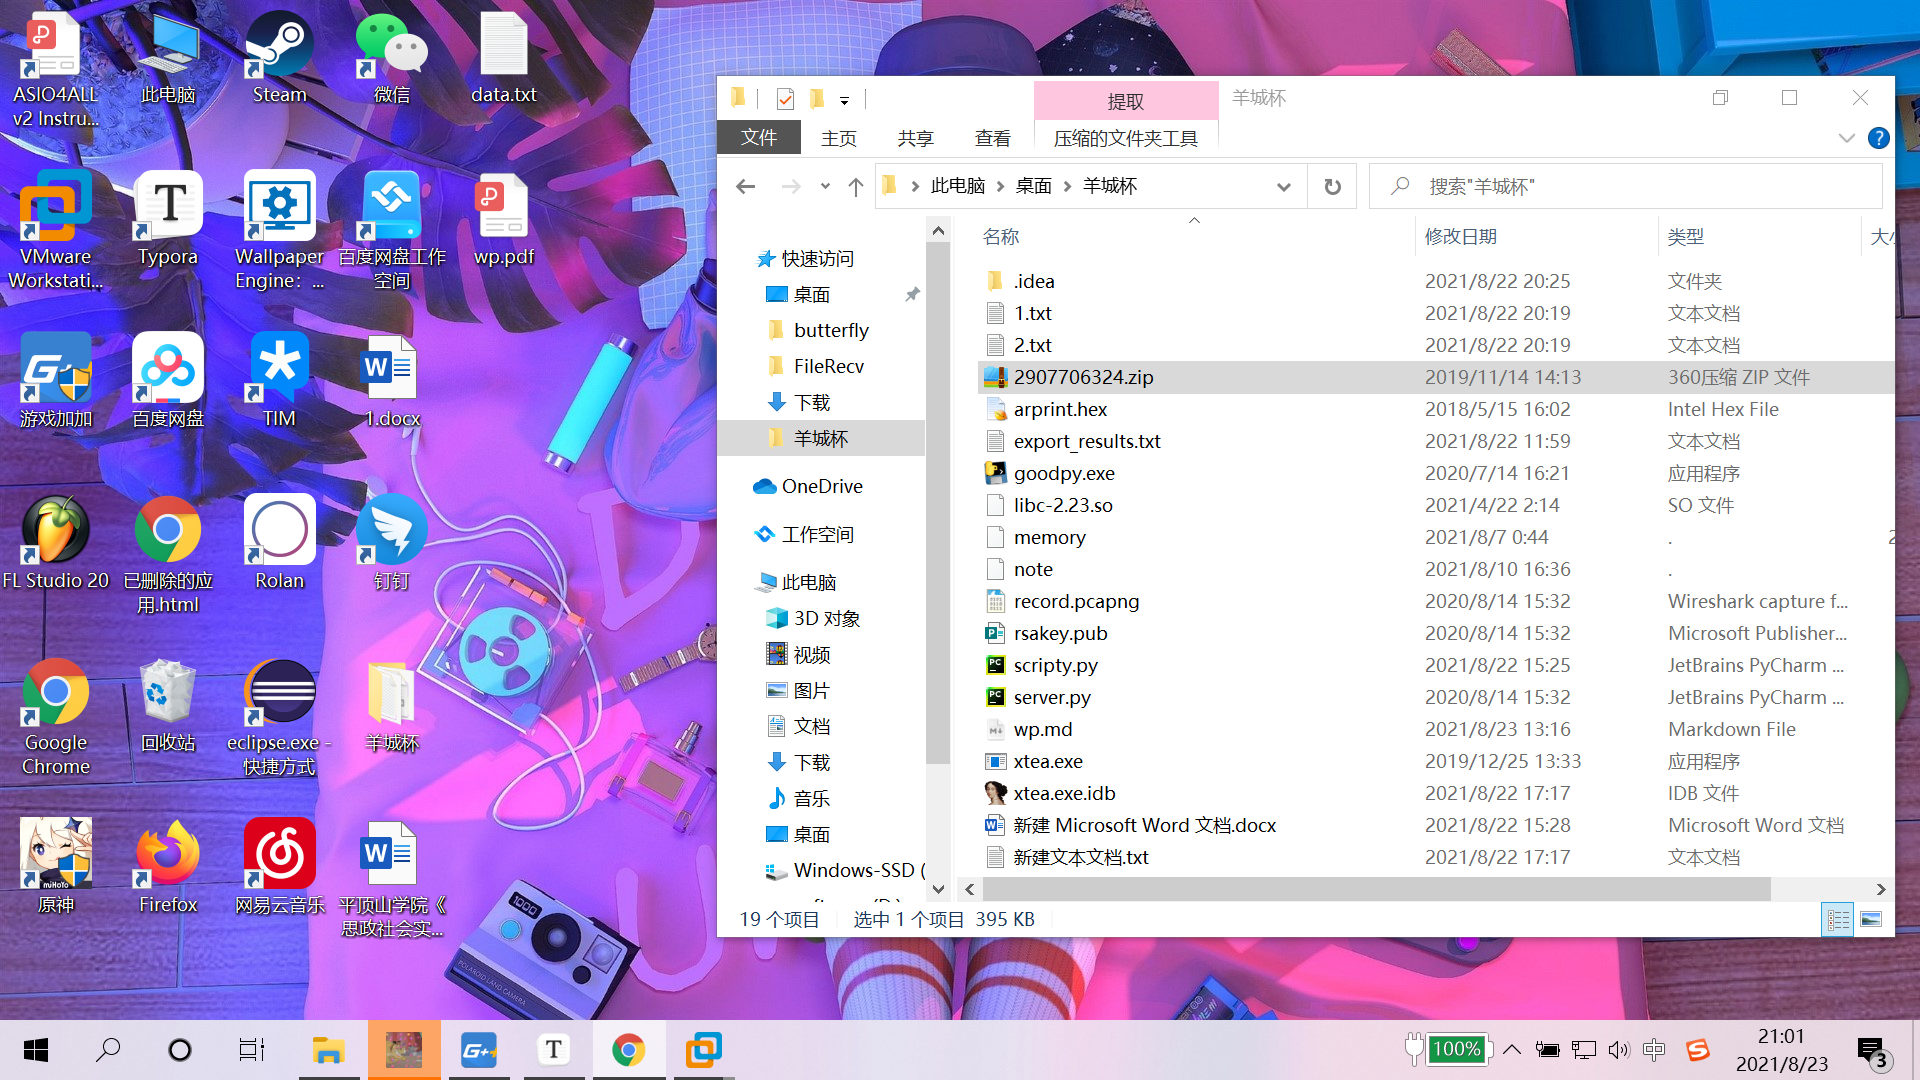 ASIO4ALL
v2 Instru...
此电脑
Steam
微信
data.txt
VMware
Workstati...
Typora
Wallpaper
Engine：...
百度网盘工作
空间
wp.pdf
游戏加加
百度网盘
TIM
1.docx
FL Studio 20
已删除的应
用.html
Rolan
钉钉
Google
Chrome
回收站
eclipse.exe -
快捷方式
羊城杯
原神
Firefox
网易云音乐
平顶山学院《
思政社会实...
miHoYo
1000
POLAROID LAND CAMERA
提取
羊城杯
文件
主页
共享
查看
压缩的文件夹工具
此电脑
桌面
羊城杯
搜索"羊城杯"
快速访问
桌面
butterfly
FileRecv
下载
羊城杯
OneDrive
工作空间
此电脑
3D 对象
视频
图片
文档
下载
音乐
桌面
Windows-SSD (
名称 修改日期 类型 大小
.idea 2021/8/22 20:25 文件夹
1.txt 2021/8/22 20:19 文本文档
2.txt 2021/8/22 20:19 文本文档
2907706324.zip 2019/11/14 14:13 360压缩 ZIP 文件
arprint.hex 2018/5/15 16:02 Intel Hex File
export_results.txt 2021/8/22 11:59 文本文档
goodpy.exe 2020/7/14 16:21 应用程序
libc-2.23.so 2021/4/22 2:14 SO 文件
memory 2021/8/7 0:44 . 2
note 2021/8/10 16:36 .
record.pcapng 2020/8/14 15:32 Wireshark capture f...
rsakey.pub 2020/8/14 15:32 Microsoft Publisher...
scripty.py 2021/8/22 15:25 JetBrains PyCharm ...
server.py 2020/8/14 15:32 JetBrains PyCharm ...
wp.md 2021/8/23 13:16 Markdown File
xtea.exe 2019/12/25 13:33 应用程序
xtea.exe.idb 2021/8/22 17:17 IDB 文件
新建 Microsoft Word 文档.docx 2021/8/22 15:28 Microsoft Word 文档
新建文本文档.txt 2021/8/22 17:17 文本文档
19 个项目 选中 1 个项目 395 KB
100%
中
21:01
2021/8/23
3